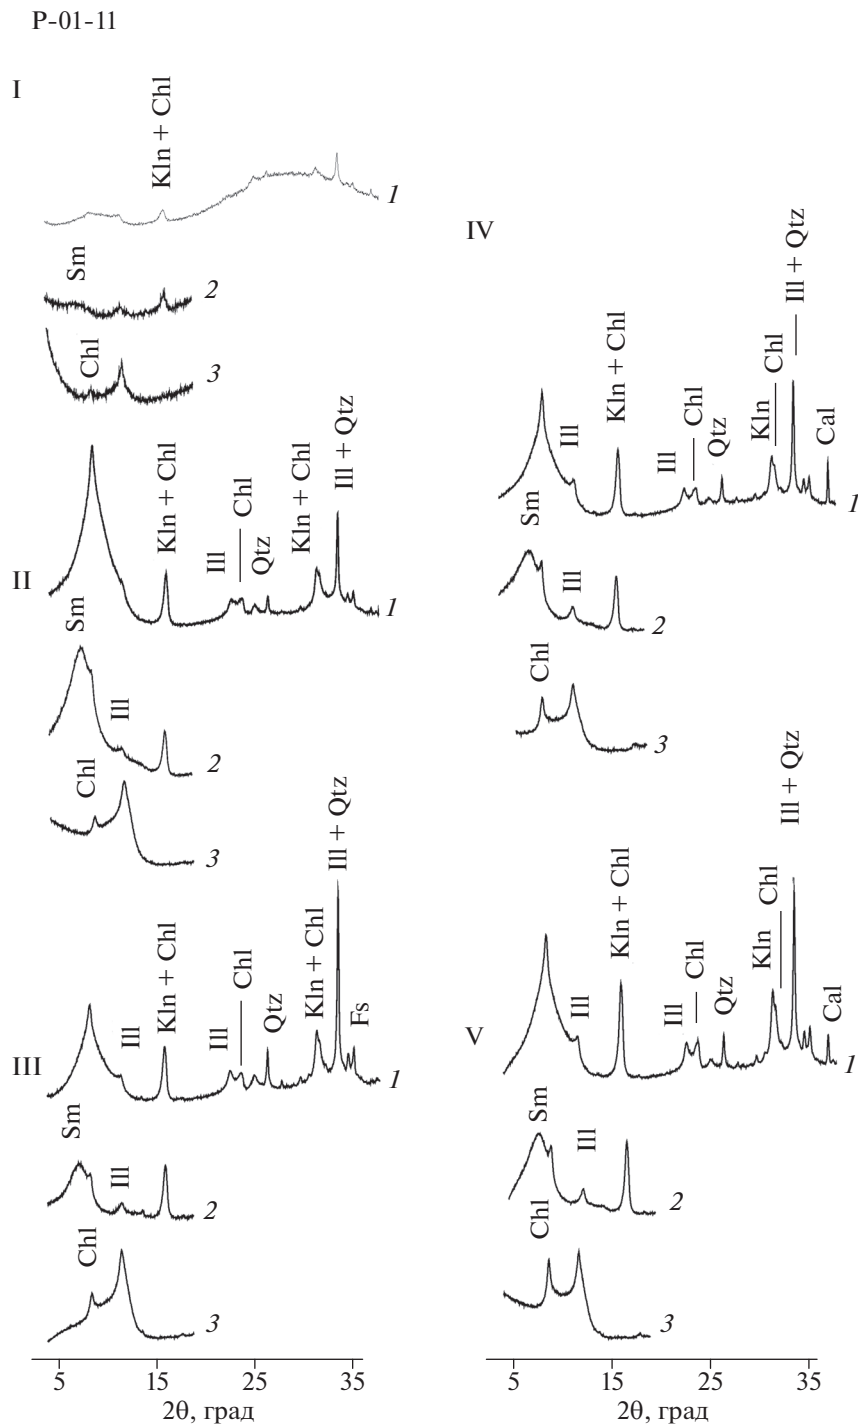 P-01-11
I
Kln + Chl
1
Sm
2
Chl
3
II
Kln + Chl
Ill
Chl
Qtz
Kln + Chl
Ill + Qtz
1
Sm
Ill
2
Chl
3
III
Ill
Kln + Chl
Ill
Chl
Qtz
Kln + Chl
Ill + Qtz
Fs
1
Sm
Ill
2
Chl
3
5 15 25 35
2θ, град
IV
Ill
Kln + Chl
Ill
Chl
Qtz
Kln
Chl
Ill + Qtz
Cal
1
Sm
Ill
2
Chl
3
V
Ill
Kln + Chl
Ill
Chl
Qtz
Kln
Chl
Ill + Qtz
Cal
1
Sm
Ill
2
Chl
3
5 15 25 35
2θ, град